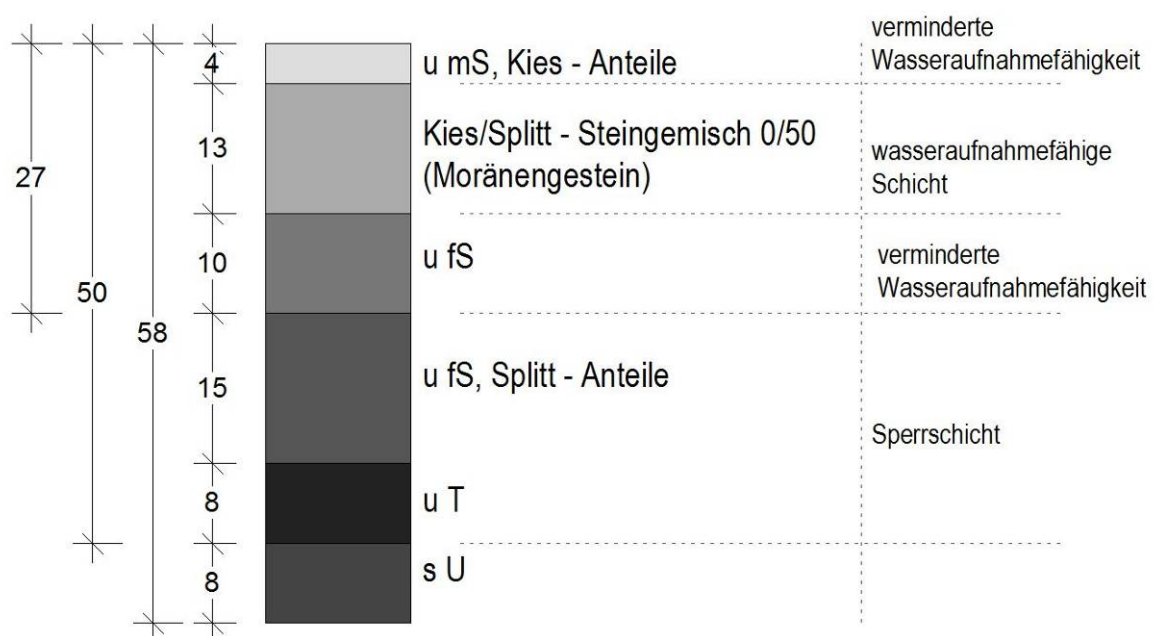 27
50
58
4
13
10
15
8
8
u mS, Kies - Anteile
Kies/Splitt - Steingemisch 0/50
(Moränengestein)
u fS
u fS, Splitt - Anteile
u T
s U
verminderte
Wasseraufnahmefähigkeit
wasseraufnahmefähige
Schicht
verminderte
Wasseraufnahmefähigkeit
Sperrschicht